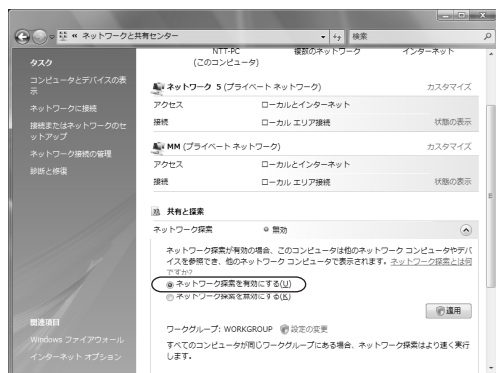 ネットワークと共有センター
検索
タスク
コンピュータとデバイスの表
示
ネットワークに接続
接続またはネットワークのセ
ットアップ
ネットワーク接続の管理
診断と修復
関連項目
Windows ファイアウォール
インターネット オプション
NTT-PC 複数のネットワーク インターネット
(このコンピュータ)
ネットワーク 5 (プライベート ネットワーク) カスタマイズ
アクセス ローカルとインターネット
接続 ローカル エリア接続 状態の表示
MM (プライベート ネットワーク) カスタマイズ
アクセス ローカルとインターネット
接続 ローカル エリア接続 状態の表示
共有と探索
ネットワーク探索 無効
ネットワーク探索が有効の場合、このコンピュータは他のネットワーク コンピュータやデバ
イスを参照でき、他のネットワーク コンピュータで表示されます。ネットワーク探索とは何
ですか?
ネットワーク探索を有効にする(U)
ネットワーク探索を無効にする(K)
適用
ワークグループ: WORKGROUP 設定の変更
すべてのコンピュータが同じワークグループにある場合、ネットワーク探索はより速く実行
します。